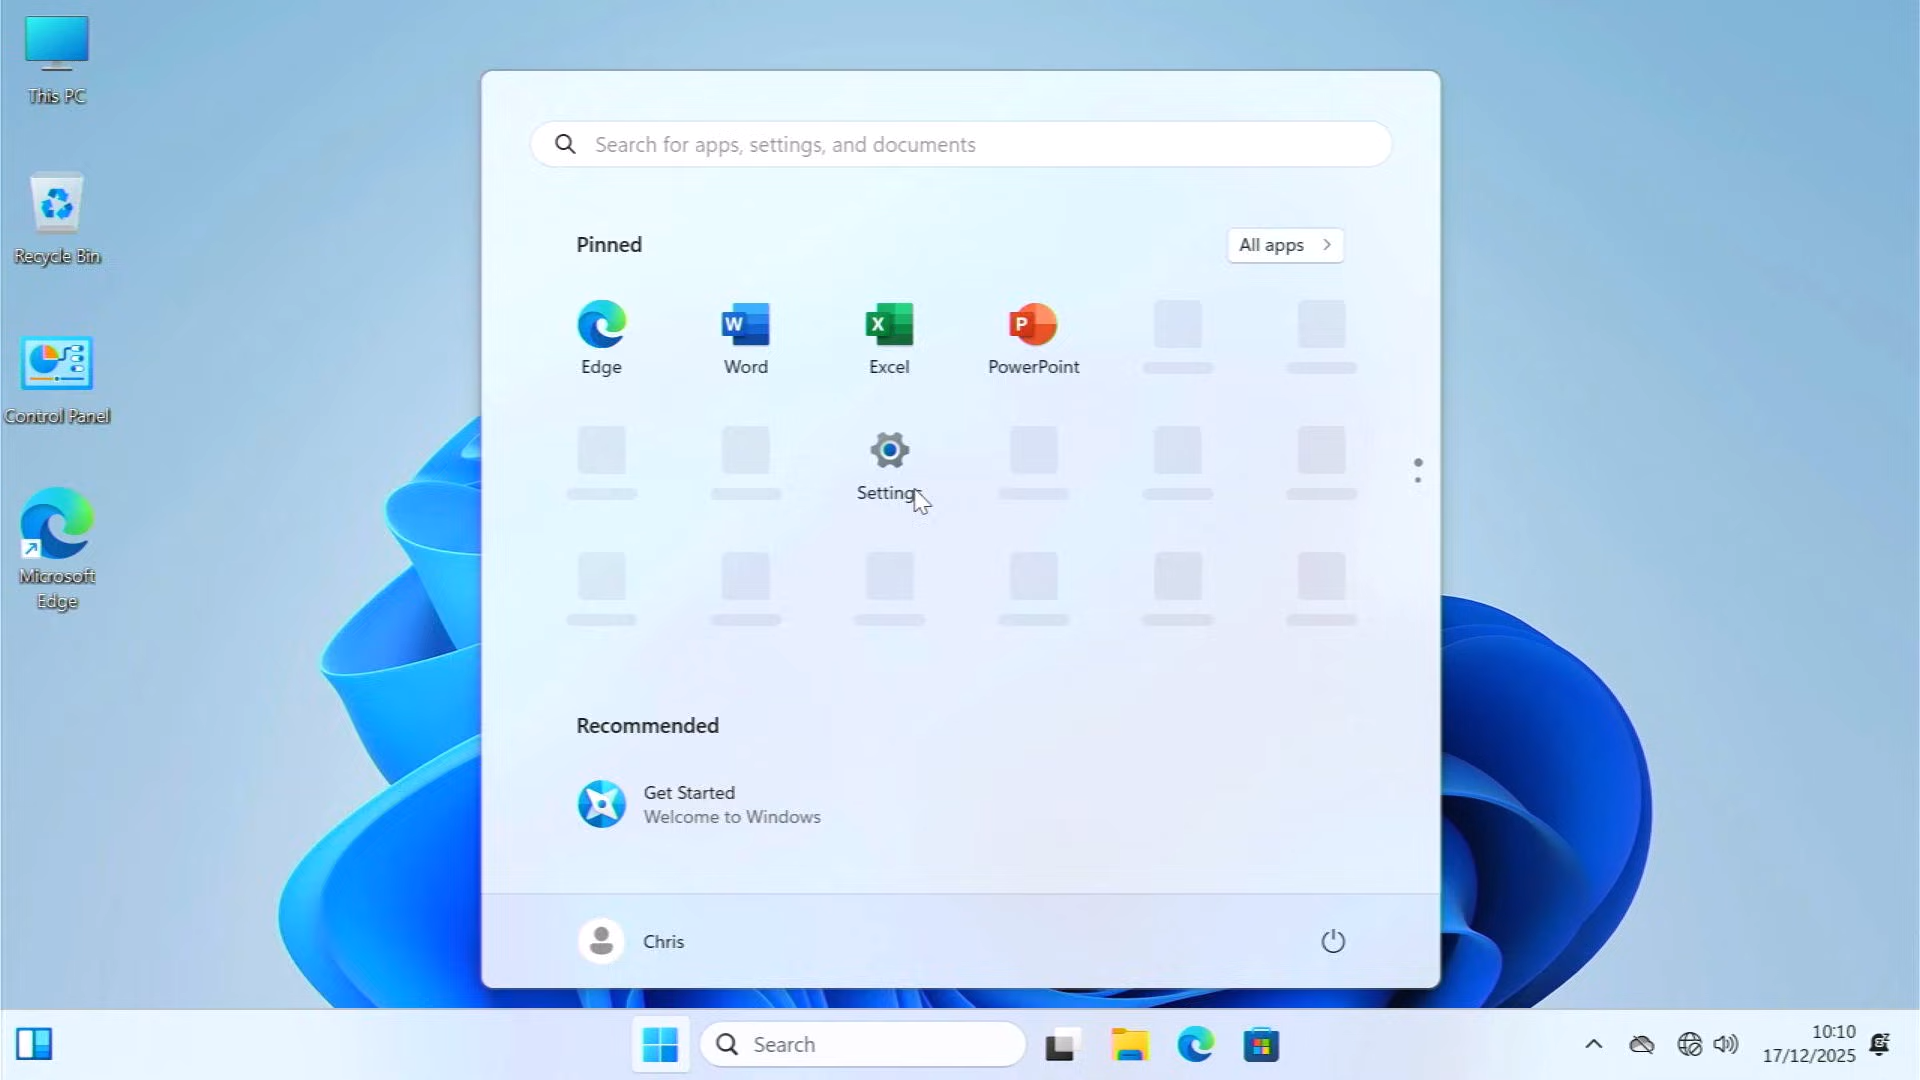 This PC
Recycle Bin
Control Panel
Microsoft
Edge
Search for apps, settings, and documents
Pinned
All apps
Edge
Word
Excel
PowerPoint
Settings
Recommended
Get Started
Welcome to Windows
Chris
Search
10:10
17/12/2025